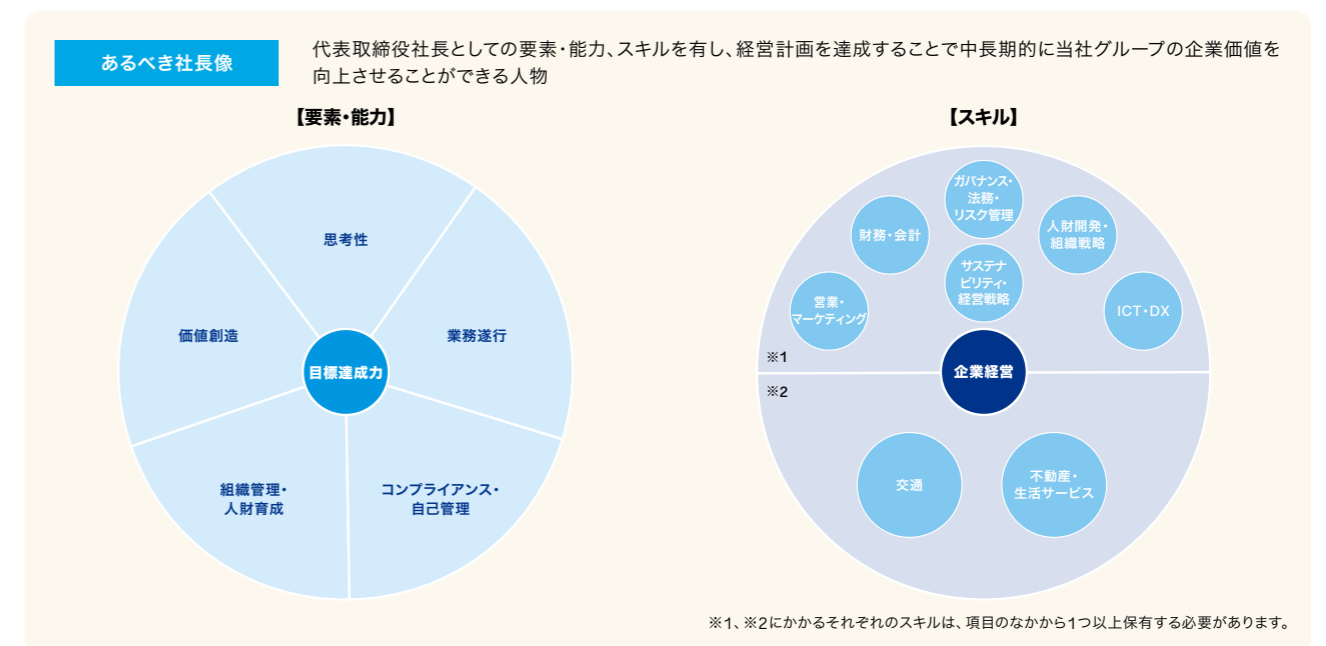 あるべき社長像
代表取締役社長としての要素・能力、スキルを有し、経営計画を達成することで中長期的に当社グループの企業価値を
向上させることができる人物
【要素・能力】
思考性
価値創造
業務遂行
目標達成力
組織管理・
人財育成
コンプライアンス・
自己管理
【スキル】
ガバナンス・
法務・
リスク管理
財務・会計
人財開発・
組織戦略
サステナ
ビリティ・
経営戦略
営業・
マーケティング
ICT・DX
※1
企業経営
※2
交通
不動産・
生活サービス
※1、※2にかかるそれぞれのスキルは、項目のなかから1つ以上保有する必要があります。